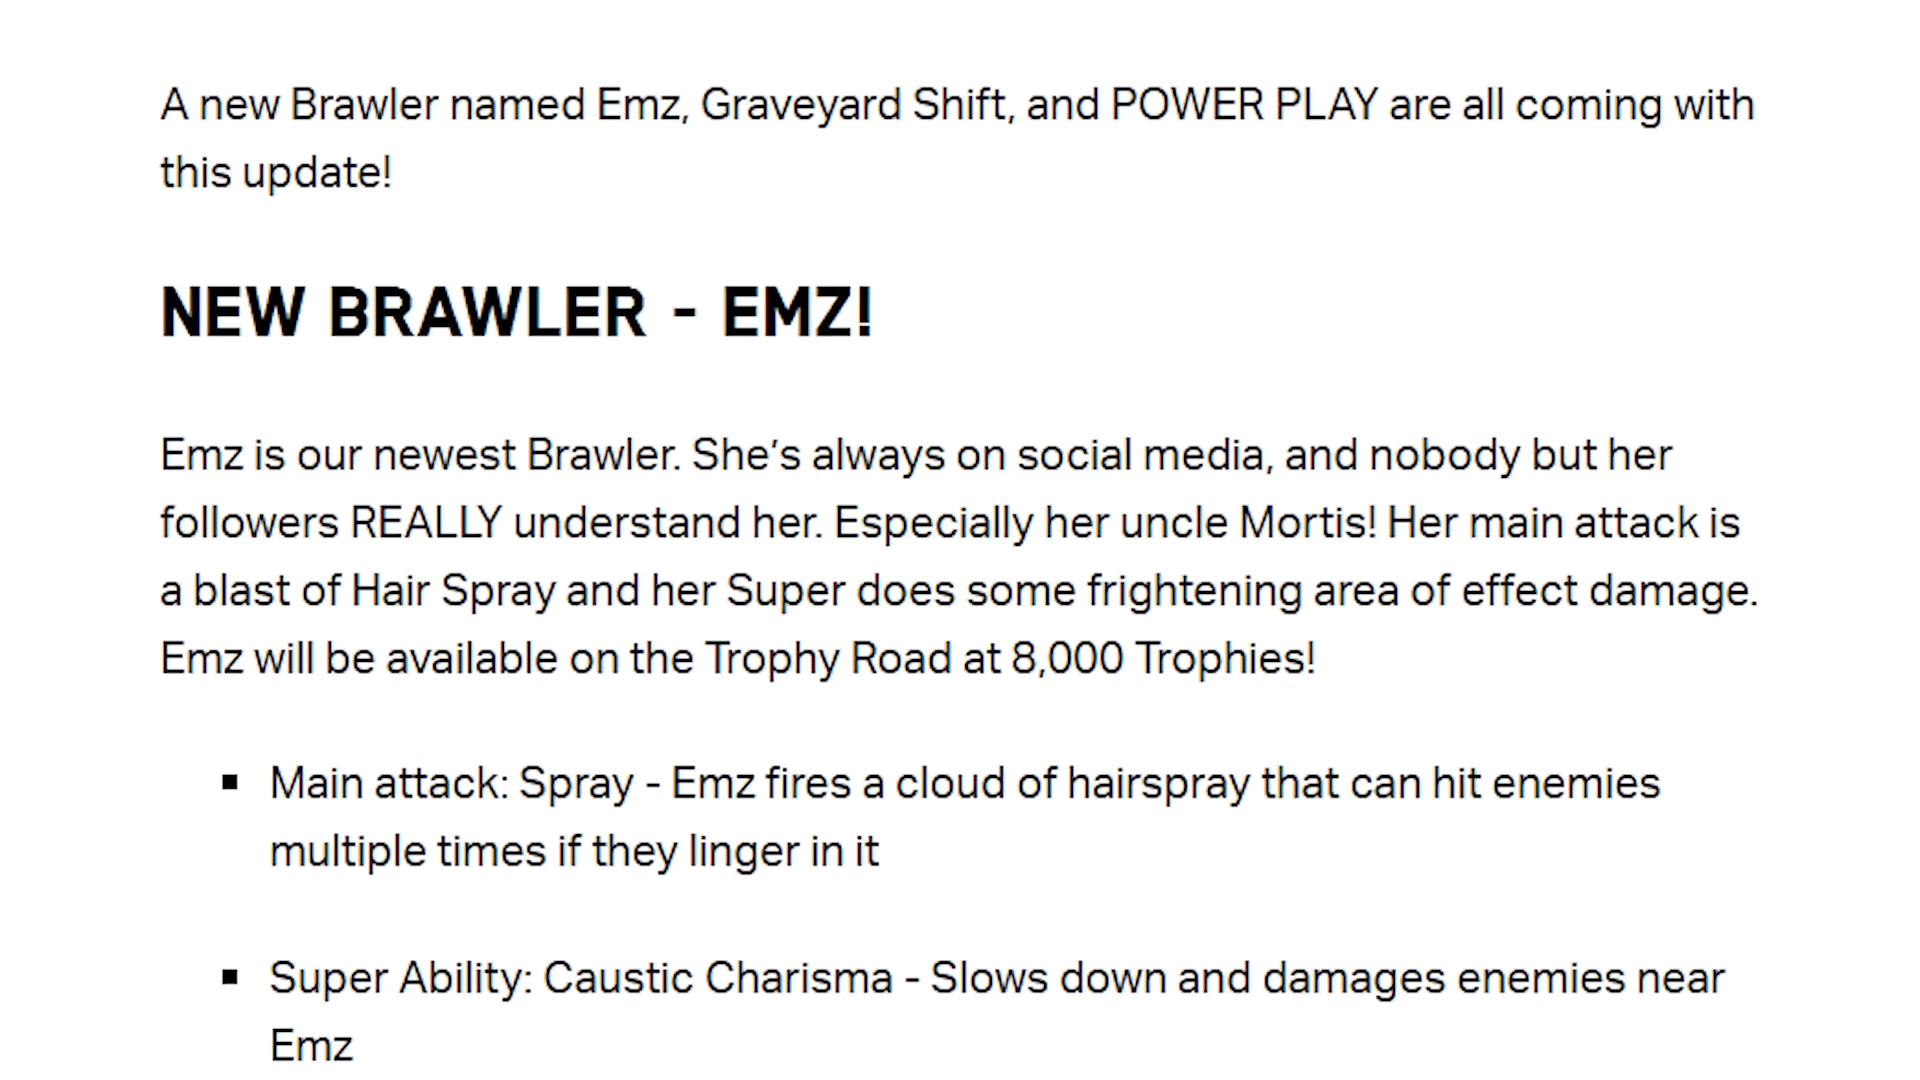 A new Brawler named Emz, Graveyard Shift, and POWER PLAY are all coming with
this update!
NEW BRAWLER - EMZ!
Emz is our newest Brawler. She's always on social media, and nobody but her
followers REALLY understand her. Especially her uncle Mortis! Her main attack is
a blast of Hair Spray and her Super does some frightening area of effect damage.
Emz will be available on the Trophy Road at 8,000 Trophies!
▪ Main attack: Spray - Emz fires a cloud of hairspray that can hit enemies
multiple times if they linger in it
▪ Super Ability: Caustic Charisma - Slows down and damages enemies near
Emz